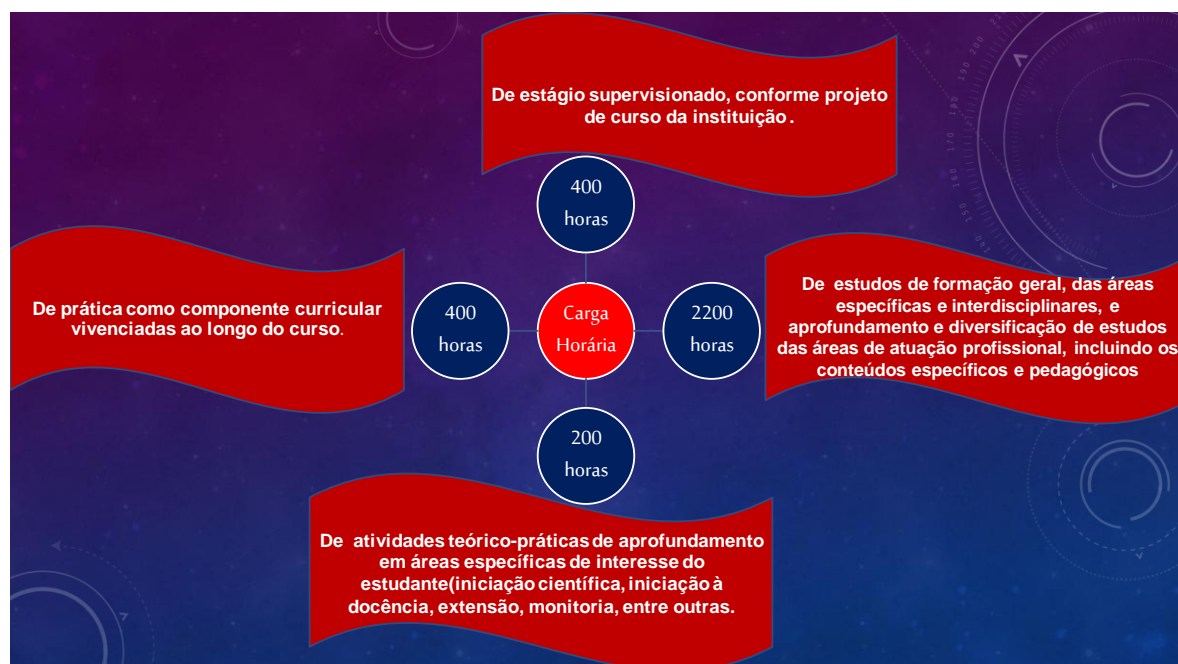 De estágio supervisionado, conforme projeto
de curso da instituição .
400
horas
De prática como componente curricular
vivenciadas ao longo do curso.
400
horas
Carga
Horária
2200
horas
De estudos de formação geral, das áreas
específicas e interdisciplinares, e
aprofundamento e diversificação de estudos
das áreas de atuação profissional, incluindo os
conteúdos específicos e pedagógicos
200
horas
De atividades teórico-práticas de aprofundamento
em áreas específicas de interesse do
estudante(iniciação científica, iniciação à
docência, extensão, monitoria, entre outras.